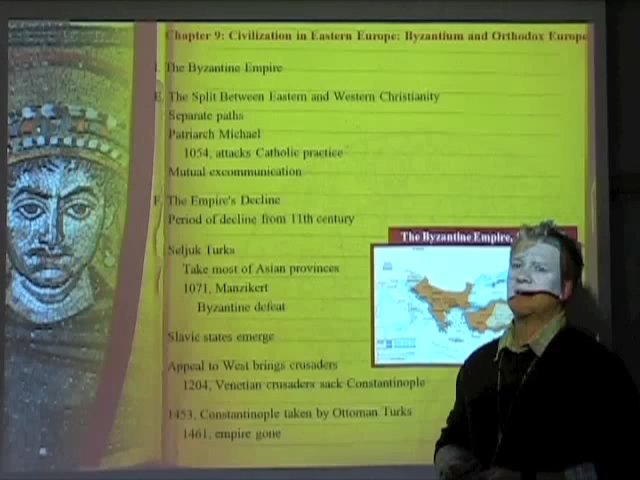 Chapter 9: Civilization in Eastern Europe: Byzantium and Orthodox Europe
I. The Byzantine Empire
E. The Split Between Eastern and Western Christianity
Separate paths
Patriarch Michael
1054, attacks Catholic practice
Mutual excommunication
F. The Empire's Decline
Period of decline from 11th century
The Byzantine Empire,
Seljuk Turks
Take most of Asian provinces
1071, Manzikert
Byzantine defeat
Slavic states emerge
Appeal to West brings crusaders
1204, Venetian crusaders sack Constantinople
1453, Constantinople taken by Ottoman Turks
1461, empire gone